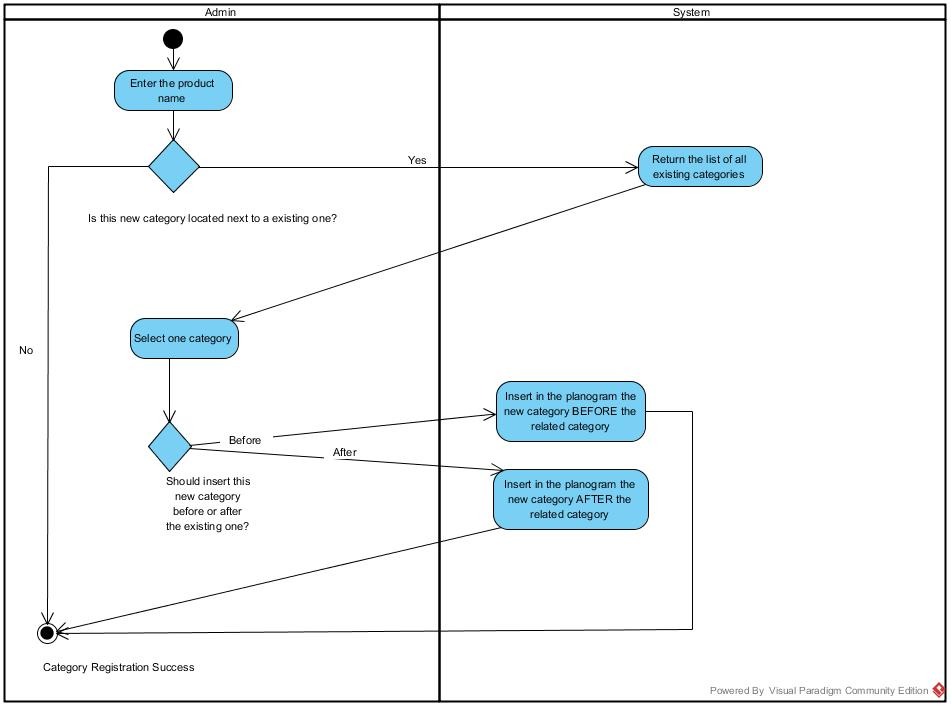 Admin
System
Enter the product
name
Yes
Return the list of all
existing categories
Is this new category located next to a existing one?
No
Select one category
Insert in the planogram the
new category BEFORE the
related category
Before
After
Should insert this
new category
before or after
the existing one?
Insert in the planogram the
new category AFTER the
related category
Category Registration Success
Powered By Visual Paradigm Community Edition